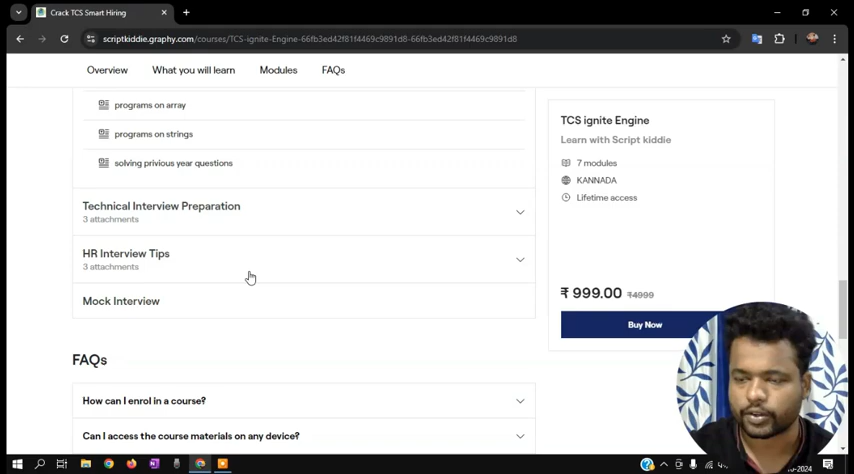 Crack TCS Smart Hiring
scriptkiddie.graphy.com/courses/TCS-ignite-Engine-66fb3ed42f81f4469c9891d8-66fb3ed42f81f4469c9891d8
Overview
What you will learn
Modules
FAQs
programs on array
programs on strings
solving privious year questions
Technical Interview Preparation
3 attachments
HR Interview Tips
3 attachments
Mock Interview
FAQs
How can I enrol in a course?
Can I access the course materials on any device?
TCS ignite Engine
Learn with Script kiddie
7 modules
KANNADA
Lifetime access
₹ 999.00 ₹4999
Buy Now